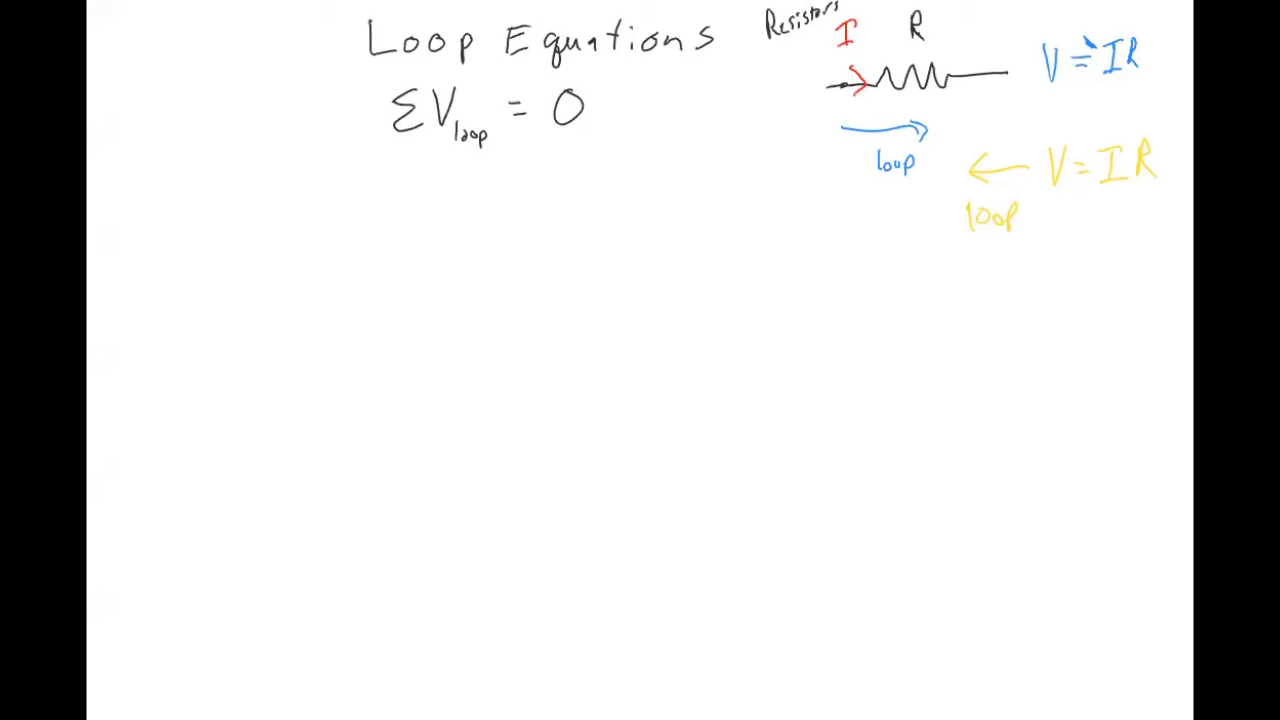 Loop Equations
ΣV_loop = 0
Resistors
I
R
V = IR
loop
V = IR
loop